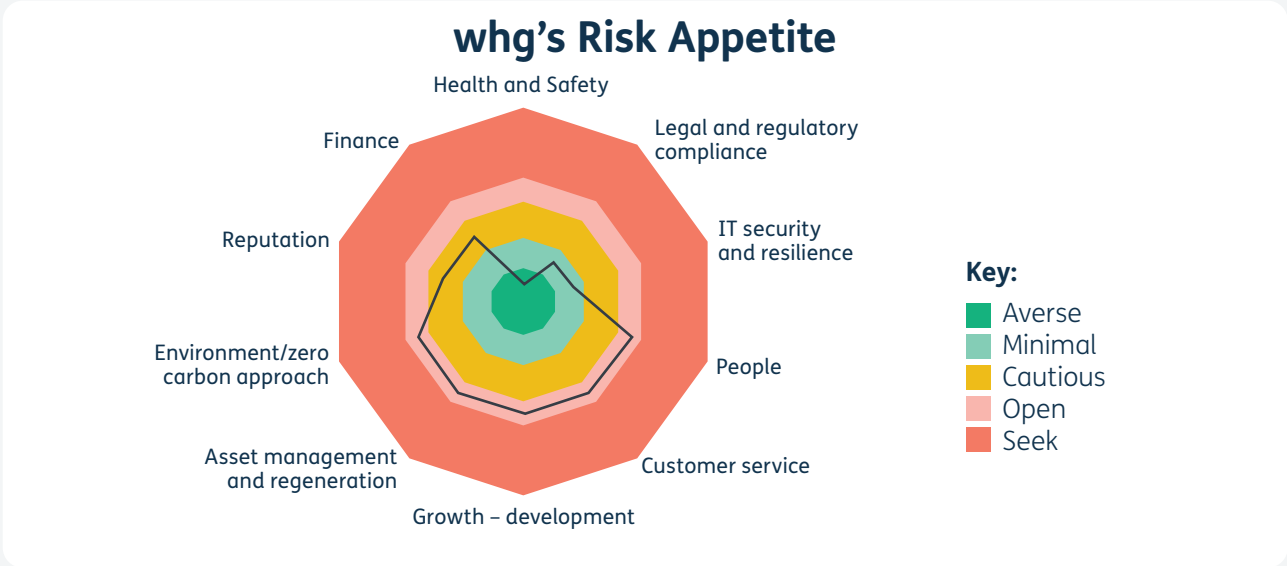 whg’s Risk Appetite
Health and Safety
Legal and regulatory
compliance
IT security
and resilience
People
Customer service
Growth – development
Asset management
and regeneration
Environment/zero
carbon approach
Reputation
Finance
Key:
Averse
Minimal
Cautious
Open
Seek